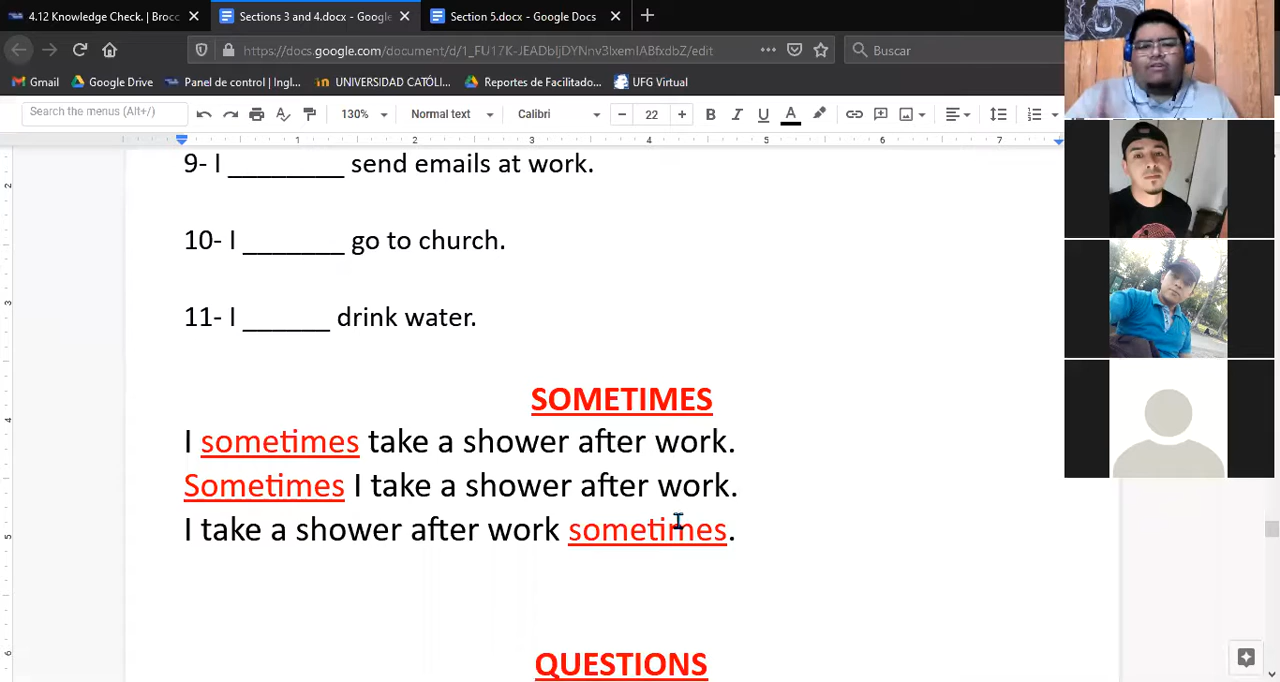 4.12 Knowledge Check. | Brocc
Sections 3 and 4.docx - Google
Section 5.docx - Google Docs
https://docs.google.com/document/d/1_FU17K-JEADbIjDYNnv3lxemIABfxdbZ/edit
Buscar
Gmail
Google Drive
Panel de control | Ingl...
UNIVERSIDAD CATÓLI...
Reportes de Facilitado...
UFG Virtual
Search the menus (Alt+/)
130%
Normal text
Calibri
22
9- I ________ send emails at work.
10- I _______ go to church.
11- I ______ drink water.
SOMETIMES
I sometimes take a shower after work.
Sometimes I take a shower after work.
I take a shower after work sometimes.
QUESTIONS